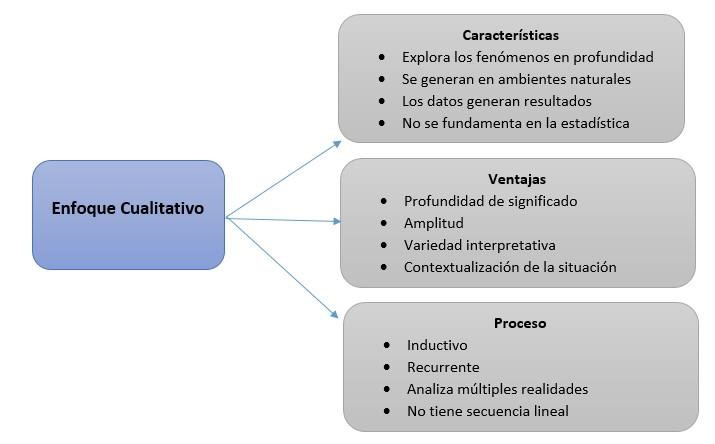 Enfoque Cualitativo
Características
• Explora los fenómenos en profundidad
• Se generan en ambientes naturales
• Los datos generan resultados
• No se fundamenta en la estadística
Ventajas
• Profundidad de significado
• Amplitud
• Variedad interpretativa
• Contextualización de la situación
Proceso
• Inductivo
• Recurrente
• Analiza múltiples realidades
• No tiene secuencia lineal